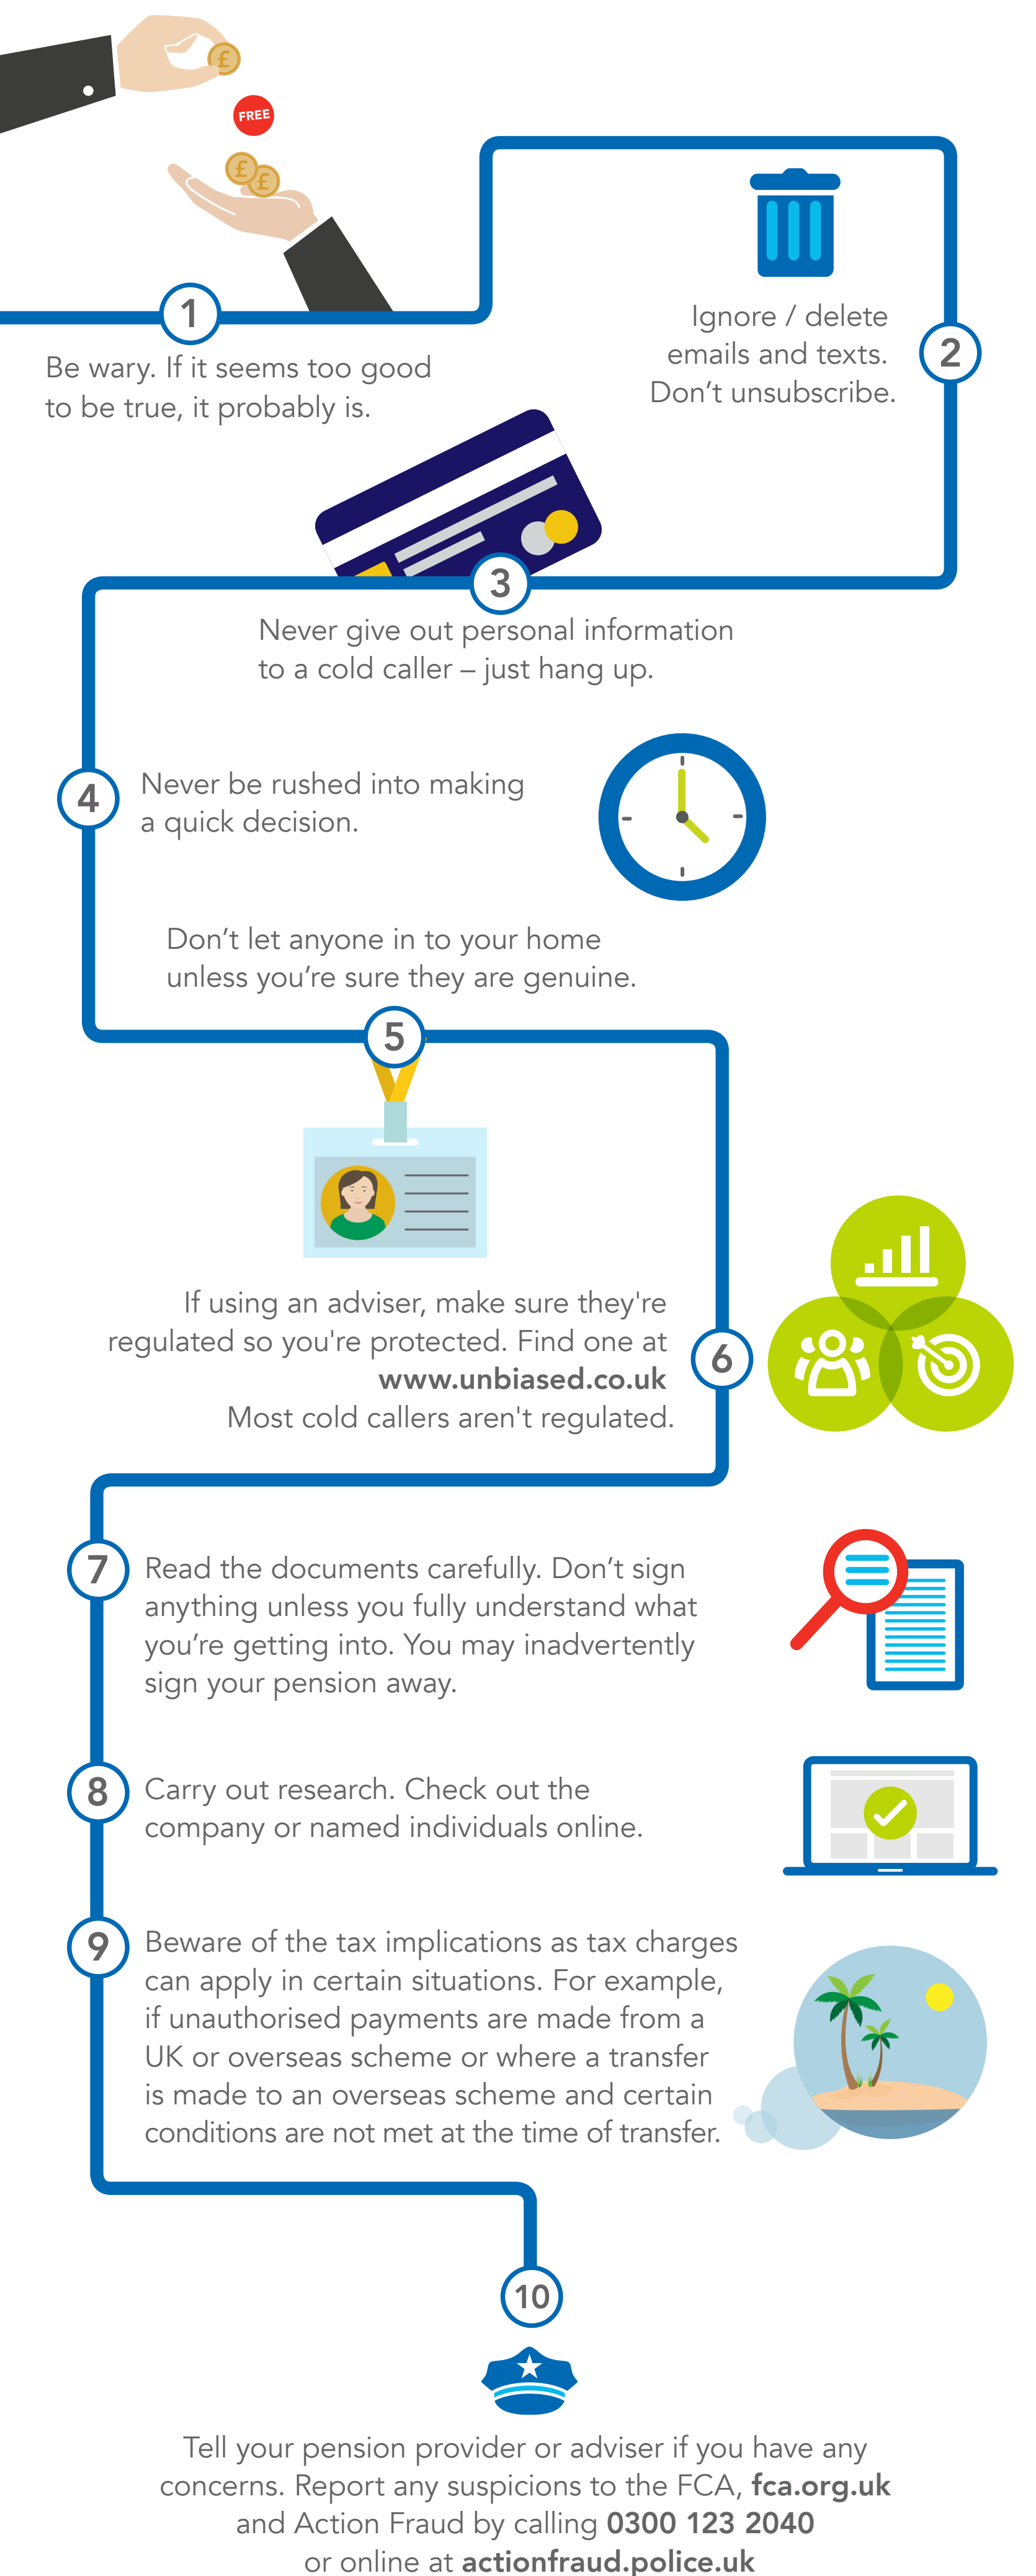 £
FREE
£
£
1
Be wary. If it seems too good
to be true, it probably is.
Ignore / delete
emails and texts.
Don’t unsubscribe.
2
3
Never give out personal information
to a cold caller – just hang up.
4
Never be rushed into making
a quick decision.
Don’t let anyone in to your home
unless you’re sure they are genuine.
5
If using an adviser, make sure they're
regulated so you're protected. Find one at
www.unbiased.co.uk
Most cold callers aren't regulated.
6
7
Read the documents carefully. Don’t sign
anything unless you fully understand what
you’re getting into. You may inadvertently
sign your pension away.
8
Carry out research. Check out the
company or named individuals online.
9
Beware of the tax implications as tax charges
can apply in certain situations. For example,
if unauthorised payments are made from a
UK or overseas scheme or where a transfer
is made to an overseas scheme and certain
conditions are not met at the time of transfer.
10
Tell your pension provider or adviser if you have any
concerns. Report any suspicions to the FCA, fca.org.uk
and Action Fraud by calling 0300 123 2040
or online at actionfraud.police.uk